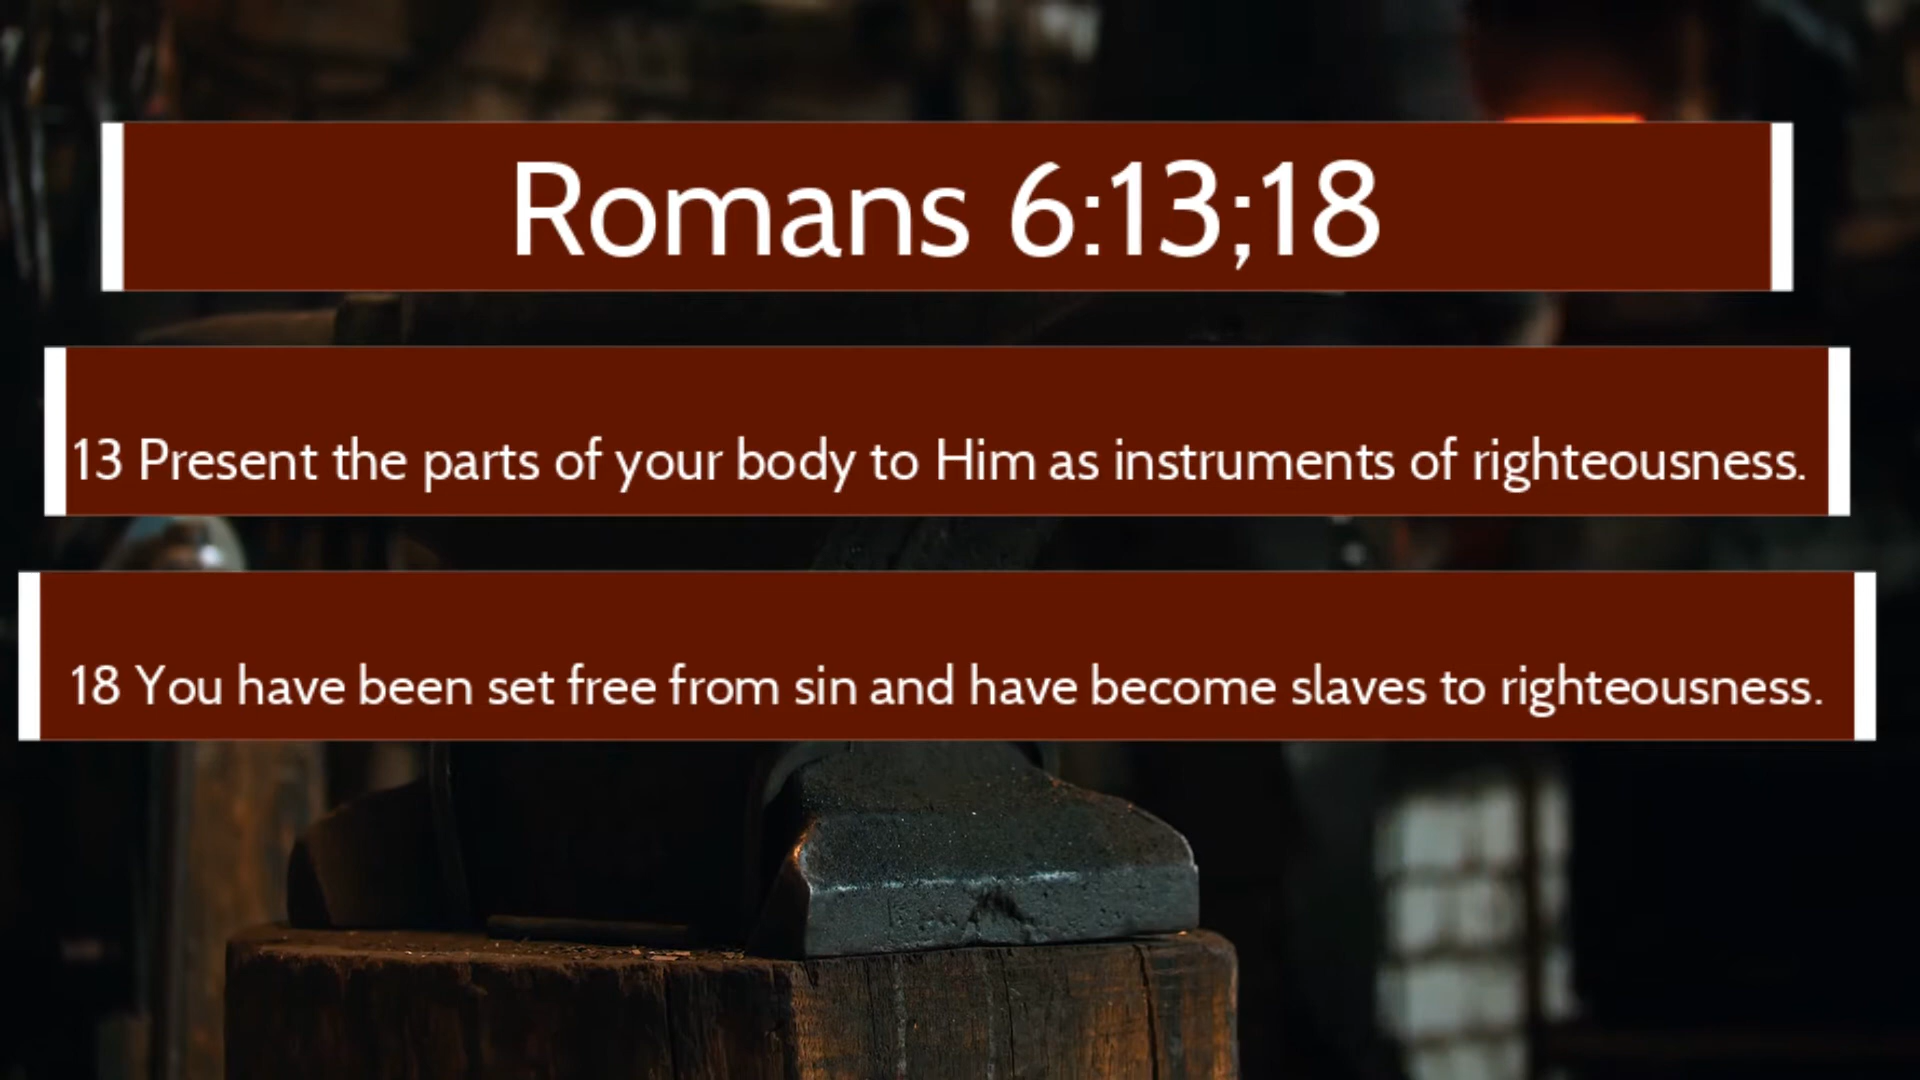 Romans 6:13;18
13 Present the parts of your body to Him as instruments of righteousness.
18 You have been set free from sin and have become slaves to righteousness.